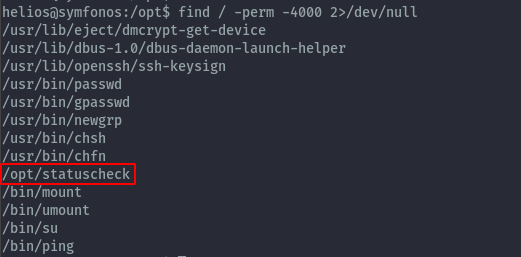 helios@symfonos:/opt$ find / -perm -4000 2>/dev/null
/usr/lib/eject/dmcrypt-get-device
/usr/lib/dbus-1.0/dbus-daemon-launch-helper
/usr/lib/openssh/ssh-keysign
/usr/bin/passwd
/usr/bin/gpasswd
/usr/bin/newgrp
/usr/bin/chsh
/usr/bin/chfn
/opt/statuscheck
/bin/mount
/bin/umount
/bin/su
/bin/ping